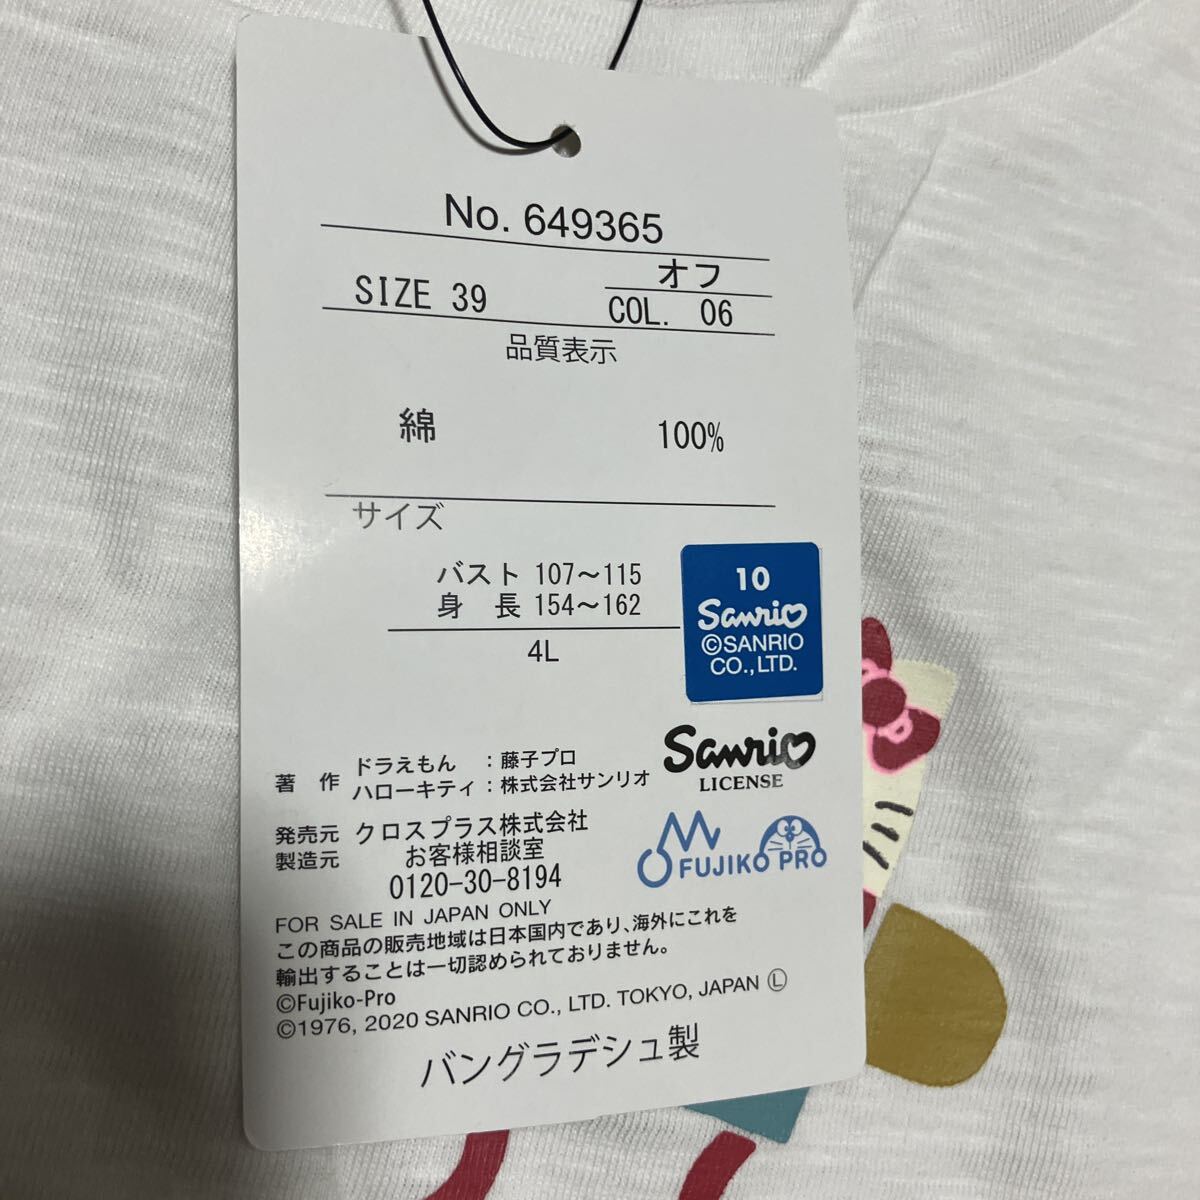 No. 649365
オフ
SIZE 39
COL. 06
品質表示
綿 100%
サイズ
バスト 107～115
身 長 154～162
4L
10
Sanrio
©SANRIO
CO.,LTD.
Sanrio
LICENSE
著 作
ドラえもん ：藤子プロ
ハローキティ：株式会社サンリオ
発売元
製造元
クロスプラス株式会社
お客様相談室
0120-30-8194
FUJIKO PRO
FOR SALE IN JAPAN ONLY
この商品の販売地域は日本国内であり、海外にこれを
輸出することは一切認められておりません。
©Fujiko-Pro
©1976, 2020 SANRIO CO., LTD. TOKYO, JAPAN Ⓛ
バングラデシュ製